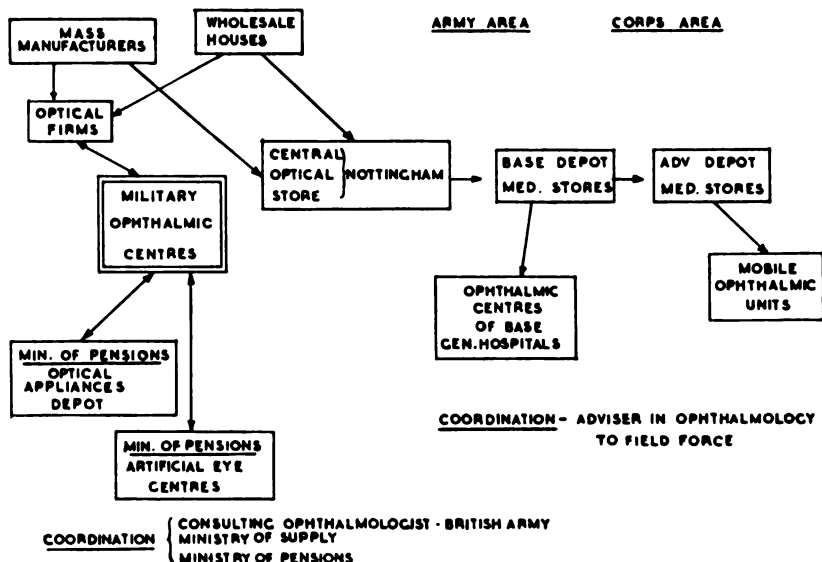 MASS
MANUFACTURERS
WHOLESALE
HOUSES
ARMY AREA
CORPS AREA
OPTICAL
FIRMS
CENTRAL
OPTICAL
STORE
NOTTINGHAM
BASE DEPOT
MED. STORES
ADV DEPOT
MED. STORES
MILITARY
OPHTHALMIC
CENTRES
OPHTHALMIC
CENTRES
OF BASE
GEN. HOSPITALS
MOBILE
OPHTHALMIC
UNITS
MIN. OF PENSIONS
OPTICAL
APPLIANCES
DEPOT
MIN. OF PENSIONS
ARTIFICIAL EYE
CENTRES
COORDINATION - ADVISER IN OPHTHALMOLOGY
TO FIELD FORCE
COORDINATION
CONSULTING OPHTHALMOLOGIST - BRITISH ARMY
MINISTRY OF SUPPLY
MINISTRY OF PENSIONS